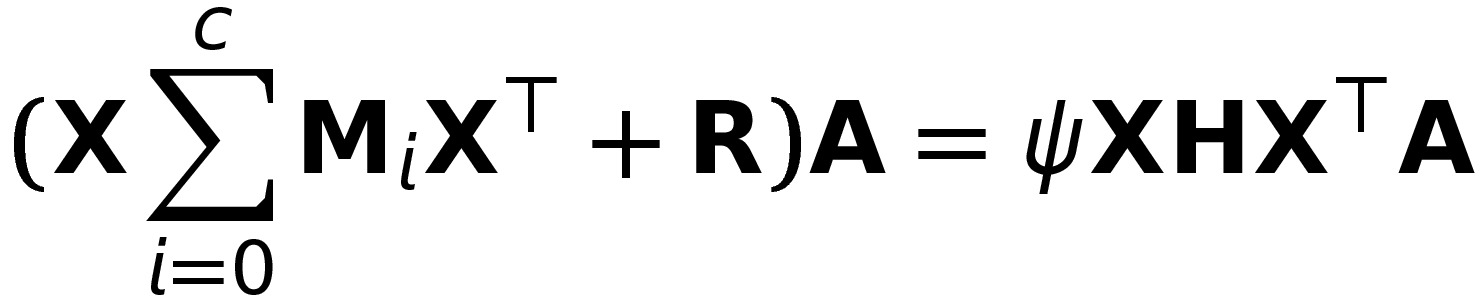 (𝐗∑_{i=0}^{c} 𝐌_i 𝐗^⊤ + 𝐑)𝐀 = ψ𝐗𝐇𝐗^⊤𝐀